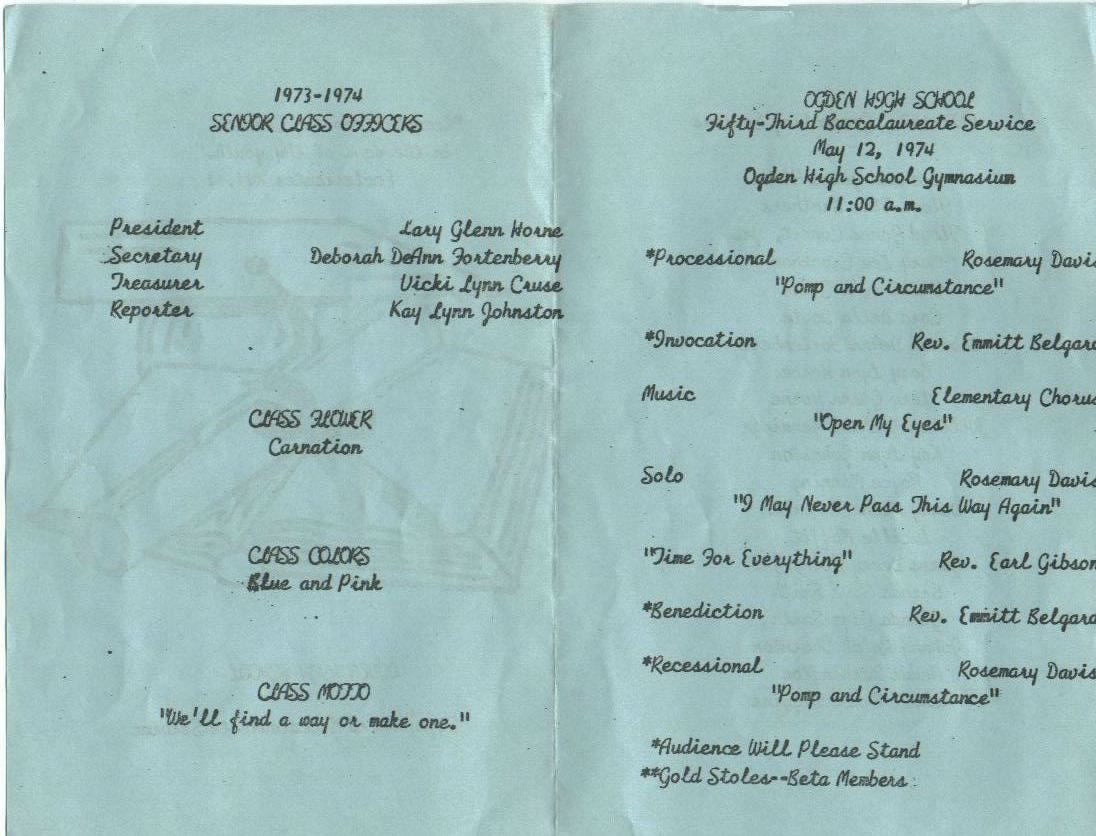 1973-1974
SENIOR CLASS OFFICERS
President Lary Glenn Horne
Secretary Deborah DeAnn Fortenberry
Treasurer Vicki Lynn Cruse
Reporter Kay Lynn Johnston
CLASS FLOWER
Carnation
CLASS COLORS
Blue and Pink
CLASS MOTTO
"We'll find a way or make one."
OGDEN HIGH SCHOOL
Fifty-Third Baccalaureate Service
May 12, 1974
Ogden High School Gymnasium
11:00 a.m.
*Processional Rosemary Davis
"Pomp and Circumstance"
*Invocation Rev. Emmitt Belgard
Music Elementary Chorus
"Open My Eyes"
Solo Rosemary Davis
"I May Never Pass This Way Again"
"Time For Everything" Rev. Earl Gibson
*Benediction Rev. Emmitt Belgard
*Recessional Rosemary Davis
"Pomp and Circumstance"
*Audience Will Please Stand
**Gold Stoles--Beta Members